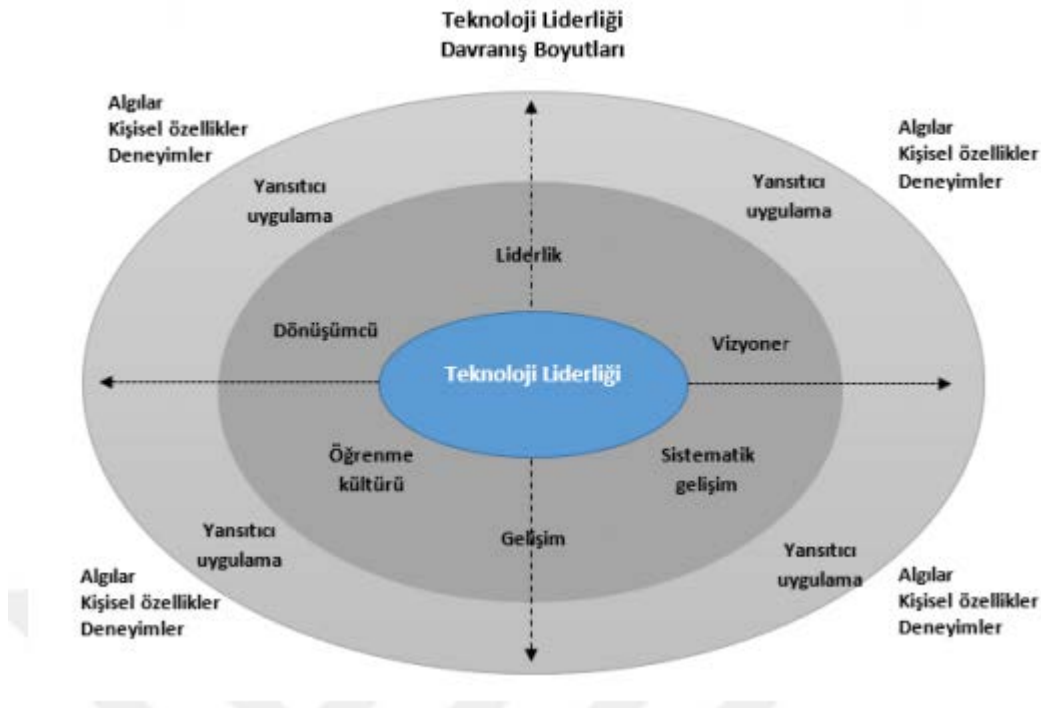 Teknoloji Liderliği
Davranış Boyutları
Algılar
Kişisel özellikler
Deneyimler
Algılar
Kişisel özellikler
Deneyimler
Yansıtıcı
uygulama
Yansıtıcı
uygulama
Liderlik
Dönüşümcü
Vizyoner
Teknoloji Liderliği
Öğrenme
kültürü
Sistematik
gelişim
Gelişim
Yansıtıcı
uygulama
Yansıtıcı
uygulama
Algılar
Kişisel özellikler
Deneyimler
Algılar
Kişisel özellikler
Deneyimler